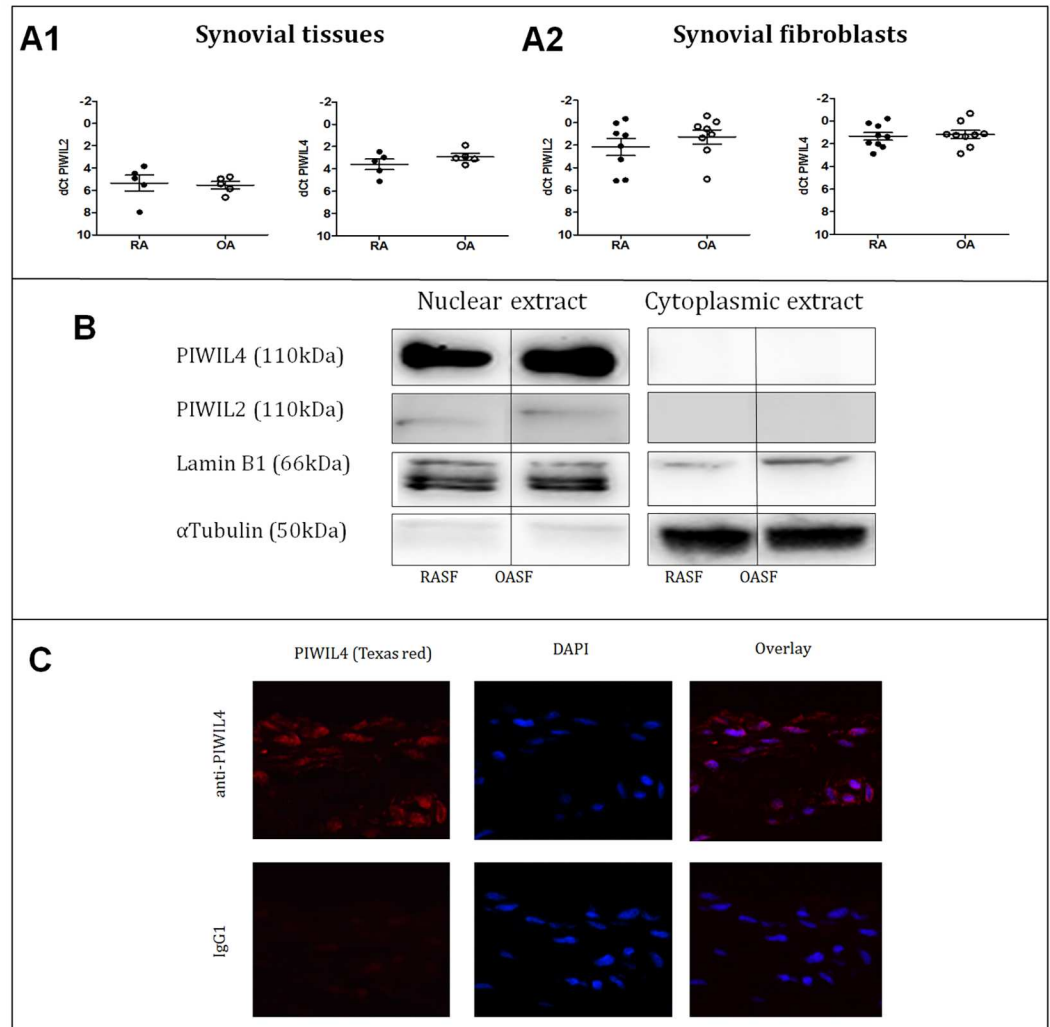 A1
Synovial tissues
A2
Synovial fibroblasts
dCt PIWIL2
-2
0
2
4
6
8
10
RA
OA
dCt PIWIL4
-2
0
2
4
6
8
10
RA
OA
dCt PIWIL2
-2
0
2
4
6
8
10
RA
OA
dCt PIWIL4
-2
0
2
4
6
8
10
RA
OA
B
Nuclear extract
Cytoplasmic extract
PIWIL4 (110kDa)
PIWIL2 (110kDa)
Lamin B1 (66kDa)
αTubulin (50kDa)
RASF OASF
RASF OASF
C
PIWIL4 (Texas red)
DAPI
Overlay
anti-PIWIL4
IgG1